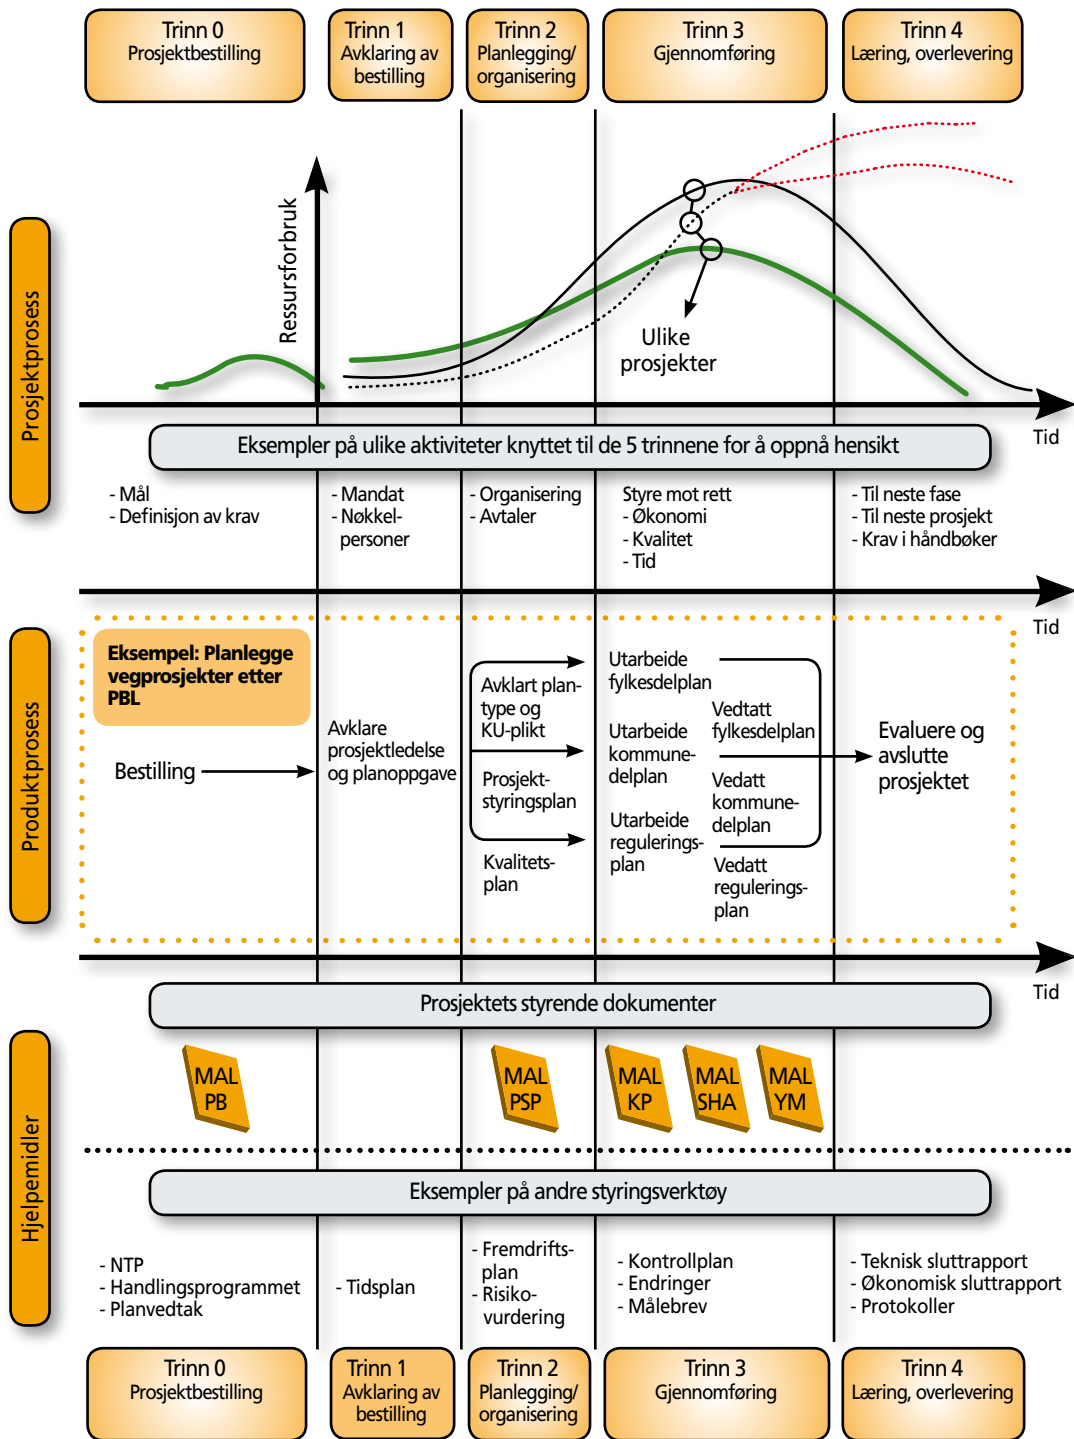 Trinn 0
Prosjektbestilling
Trinn 1
Avklaring av
bestilling
Trinn 2
Planlegging/
organisering
Trinn 3
Gjennomføring
Trinn 4
Læring, overlevering
Prosjektprosess
Ressursforbruk
Ulike
prosjekter
Tid
Eksempler på ulike aktiviteter knyttet til de 5 trinnene for å oppnå hensikt
- Mål
- Definisjon av krav
- Mandat
- Nøkkel-
personer
- Organisering
- Avtaler
Styre mot rett
- Økonomi
- Kvalitet
- Tid
- Til neste fase
- Til neste prosjekt
- Krav i håndbøker
Tid
Produktprosess
Eksempel: Planlegge
vegprosjekter etter
PBL
Bestilling
Avklare
prosjektledelse
og planoppgave
Avklart plan-
type og
KU-plikt
Prosjekt-
styringsplan
Kvalitets-
plan
Utarbeide
fylkesdelplan
Utarbeide
kommune-
delplan
Utarbeide
regulerings-
plan
Vedtatt
fylkesdelplan
Vedatt
kommune-
delplan
Vedatt
regulerings-
plan
Evaluere og
avslutte
prosjektet
Tid
Hjelpemidler
Prosjektets styrende dokumenter
MAL
PB
MAL
PSP
MAL
KP
MAL
SHA
MAL
YM
Eksempler på andre styringsverktøy
- NTP
- Handlingsprogrammet
- Planvedtak
- Tidsplan
- Fremdrifts-
plan
- Risiko-
vurdering
- Kontrollplan
- Endringer
- Målebrev
- Teknisk sluttrapport
- Økonomisk sluttrapport
- Protokoller
Trinn 0
Prosjektbestilling
Trinn 1
Avklaring av
bestilling
Trinn 2
Planlegging/
organisering
Trinn 3
Gjennomføring
Trinn 4
Læring, overlevering